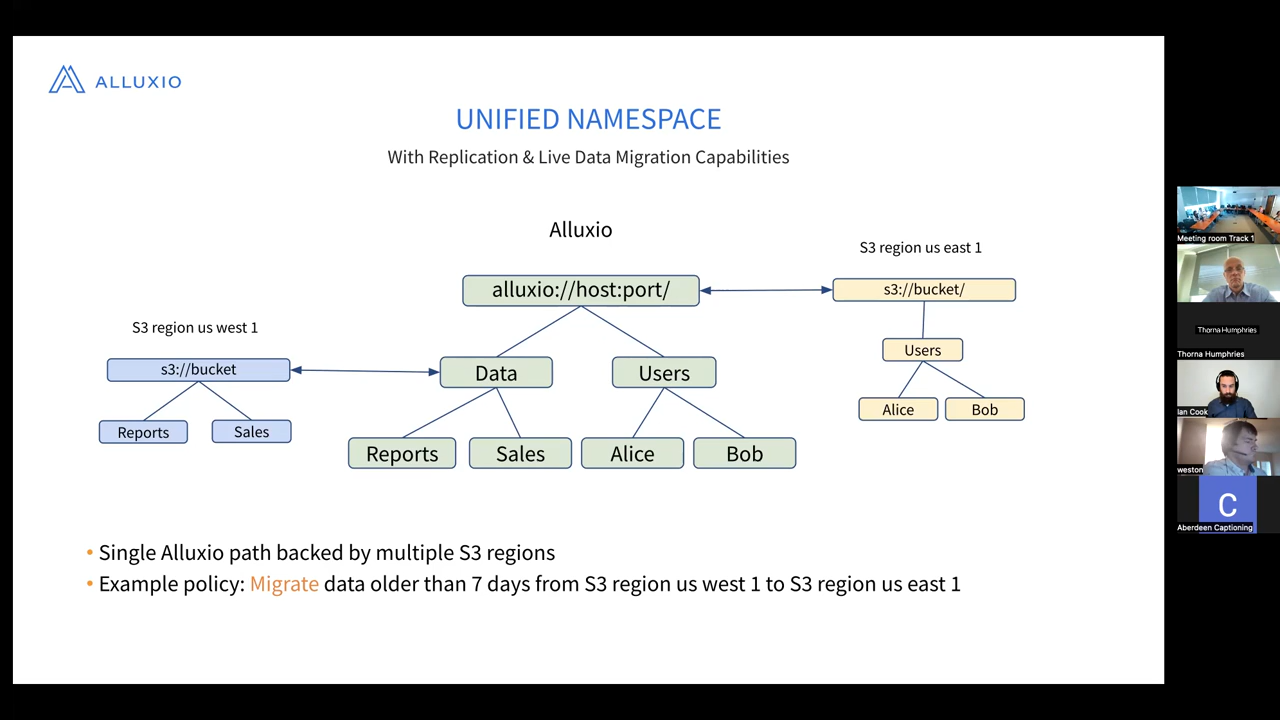 ALLUXIO
UNIFIED NAMESPACE
With Replication & Live Data Migration Capabilities
Alluxio
S3 region us east 1
alluxio://host:port/
s3://bucket/
S3 region us west 1
Users
s3://bucket
Data
Users
Alice
Bob
Reports
Sales
Reports
Sales
Alice
Bob
• Single Alluxio path backed by multiple S3 regions
• Example policy: Migrate data older than 7 days from S3 region us west 1 to S3 region us east 1
Meeting room Track 1
Thorna Humphries
Thorna Humphries
Ian Cook
weston
C
Aberdeen Captioning